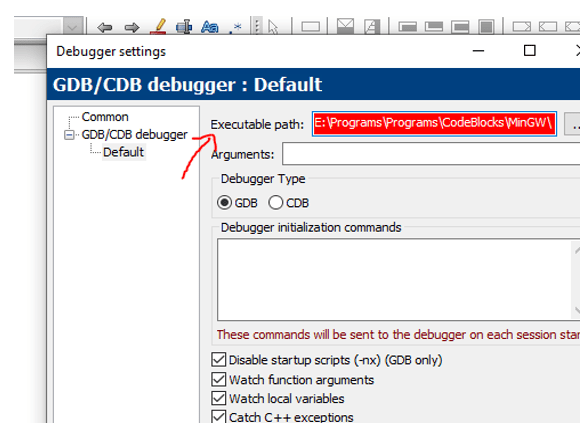 Debugger settings
GDB/CDB debugger : Default
Common
GDB/CDB debugger
Default
Executable path: E:\Programs\Programs\CodeBlocks\MinGW\ ...
Arguments:
Debugger Type
GDB CDB
Debugger initialization commands
These commands will be sent to the debugger on each session star
Disable startup scripts (-nx) (GDB only)
Watch function arguments
Watch local variables
Catch C++ exceptions